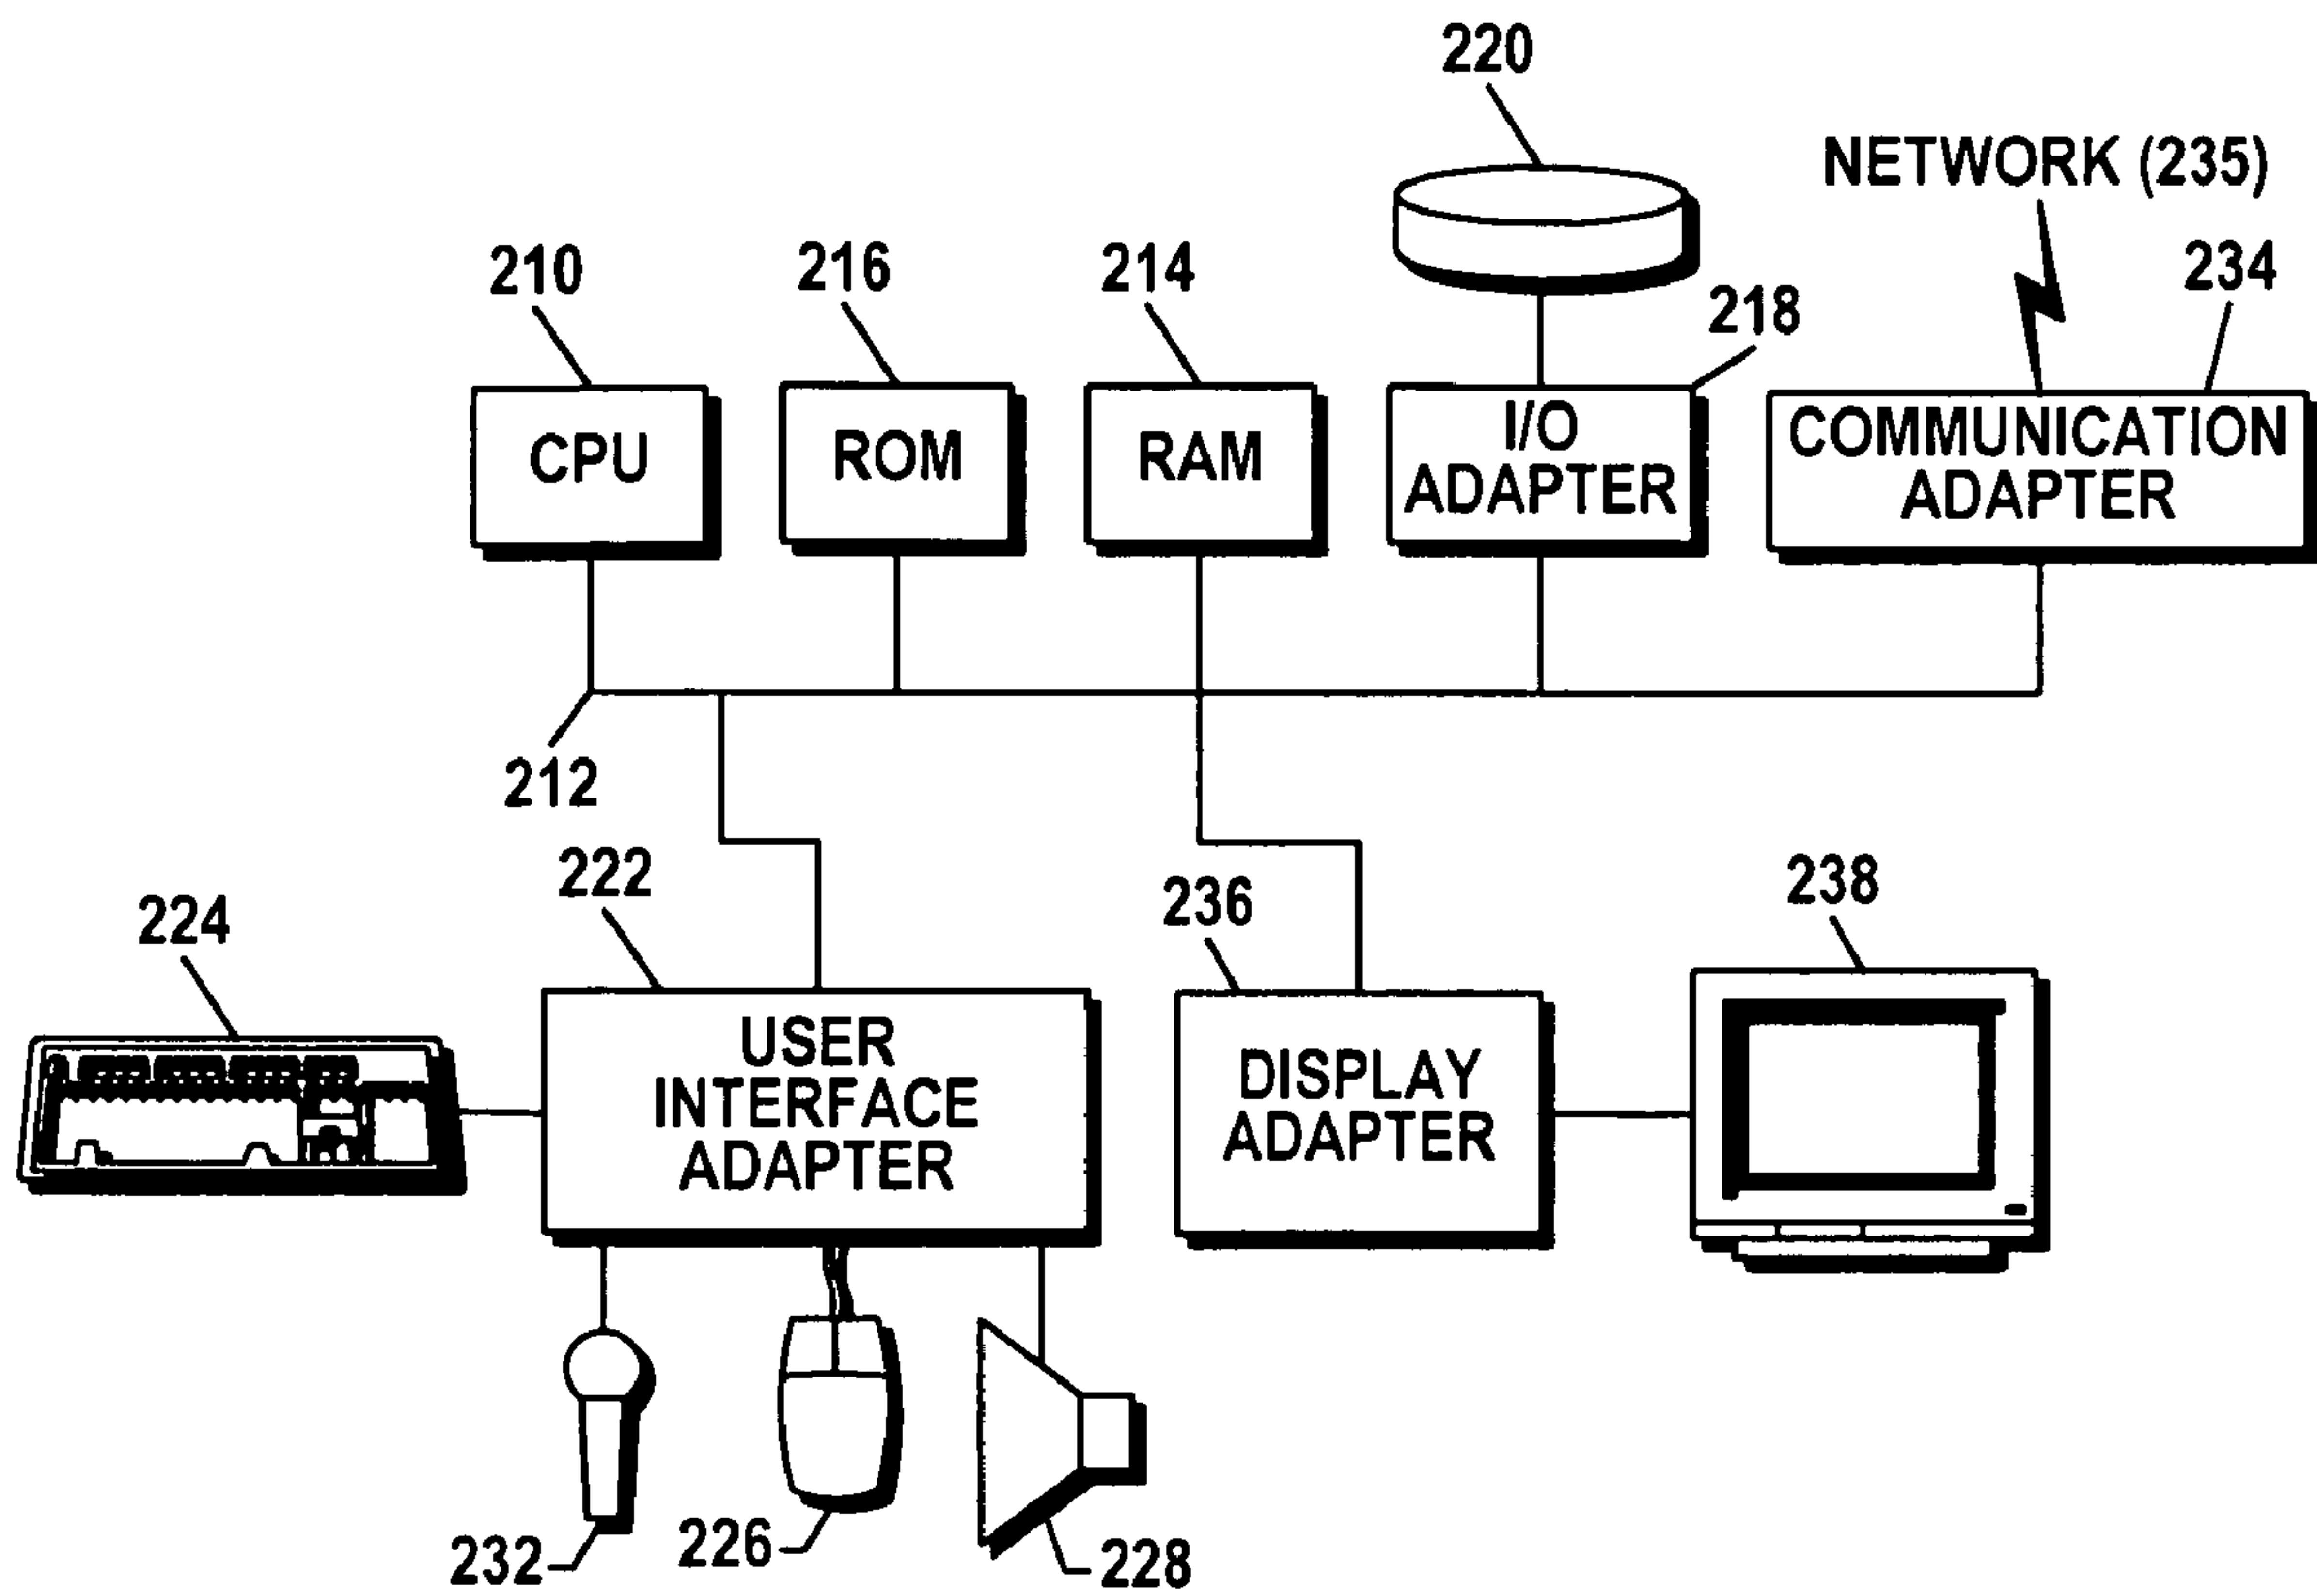 220
NETWORK (235)
210
216
214
218
234
CPU
ROM
RAM
I/O
ADAPTER
COMMUNICATION
ADAPTER
212
222
224
236
238
USER
INTERFACE
ADAPTER
DISPLAY
ADAPTER
232
226
228